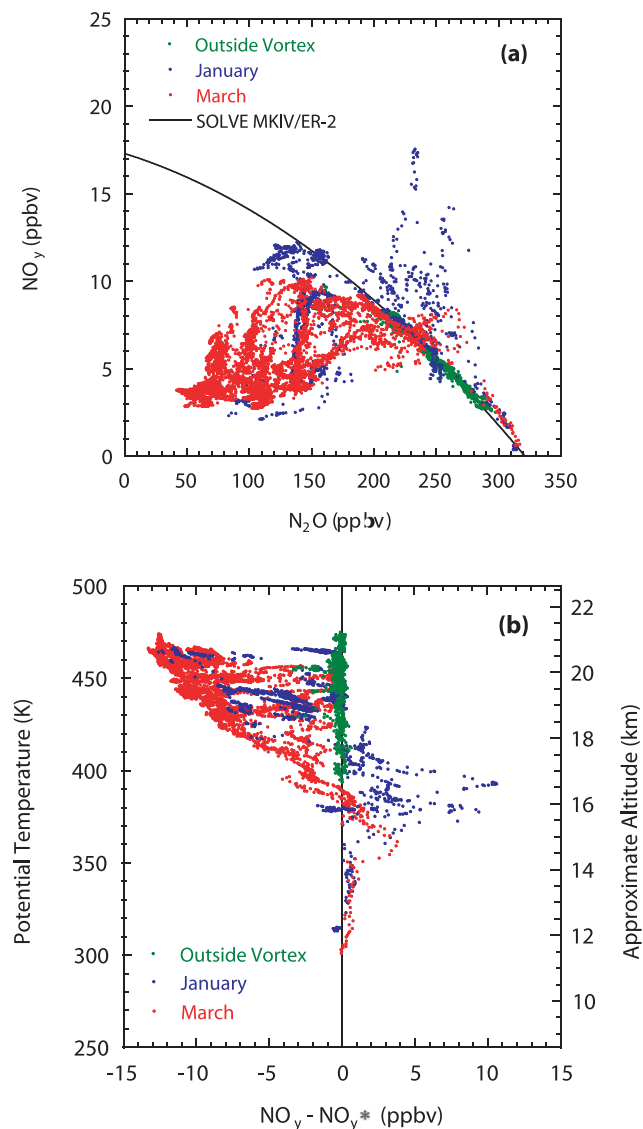 25
20
15
10
5
0
NOy (ppbv)
Outside Vortex
January
March
SOLVE MKIV/ER-2
(a)
0 50 100 150 200 250 300 350
N2O (ppbv)
500
450
400
350
300
250
Potential Temperature (K)
(b)
Outside Vortex
January
March
22
20
18
16
14
12
10
Approximate Altitude (km)
-15 -10 -5 0 5 10 15
NOy - NOy* (ppbv)